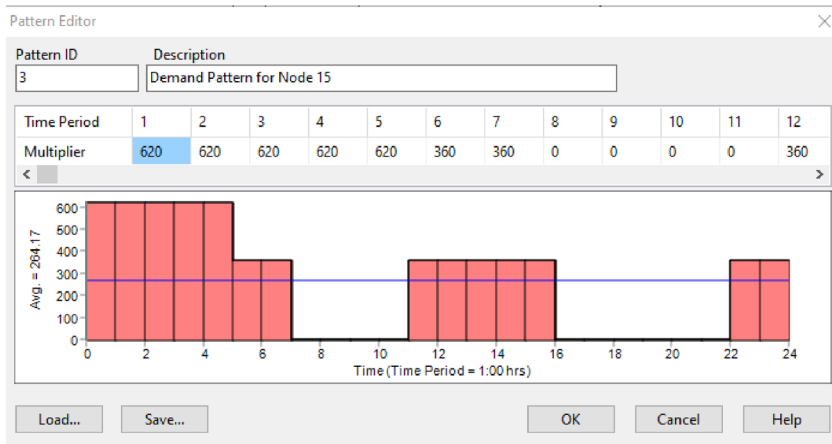 Pattern Editor
Pattern ID Description
3 Demand Pattern for Node 15
Time Period 1 2 3 4 5 6 7 8 9 10 11 12
Multiplier 620 620 620 620 620 360 360 0 0 0 0 360
600
500
400
300
200
100
0
Avg. = 264.17
0 2 4 6 8 10 12 14 16 18 20 22 24
Time (Time Period = 1:00 hrs)
Load... Save... OK Cancel Help